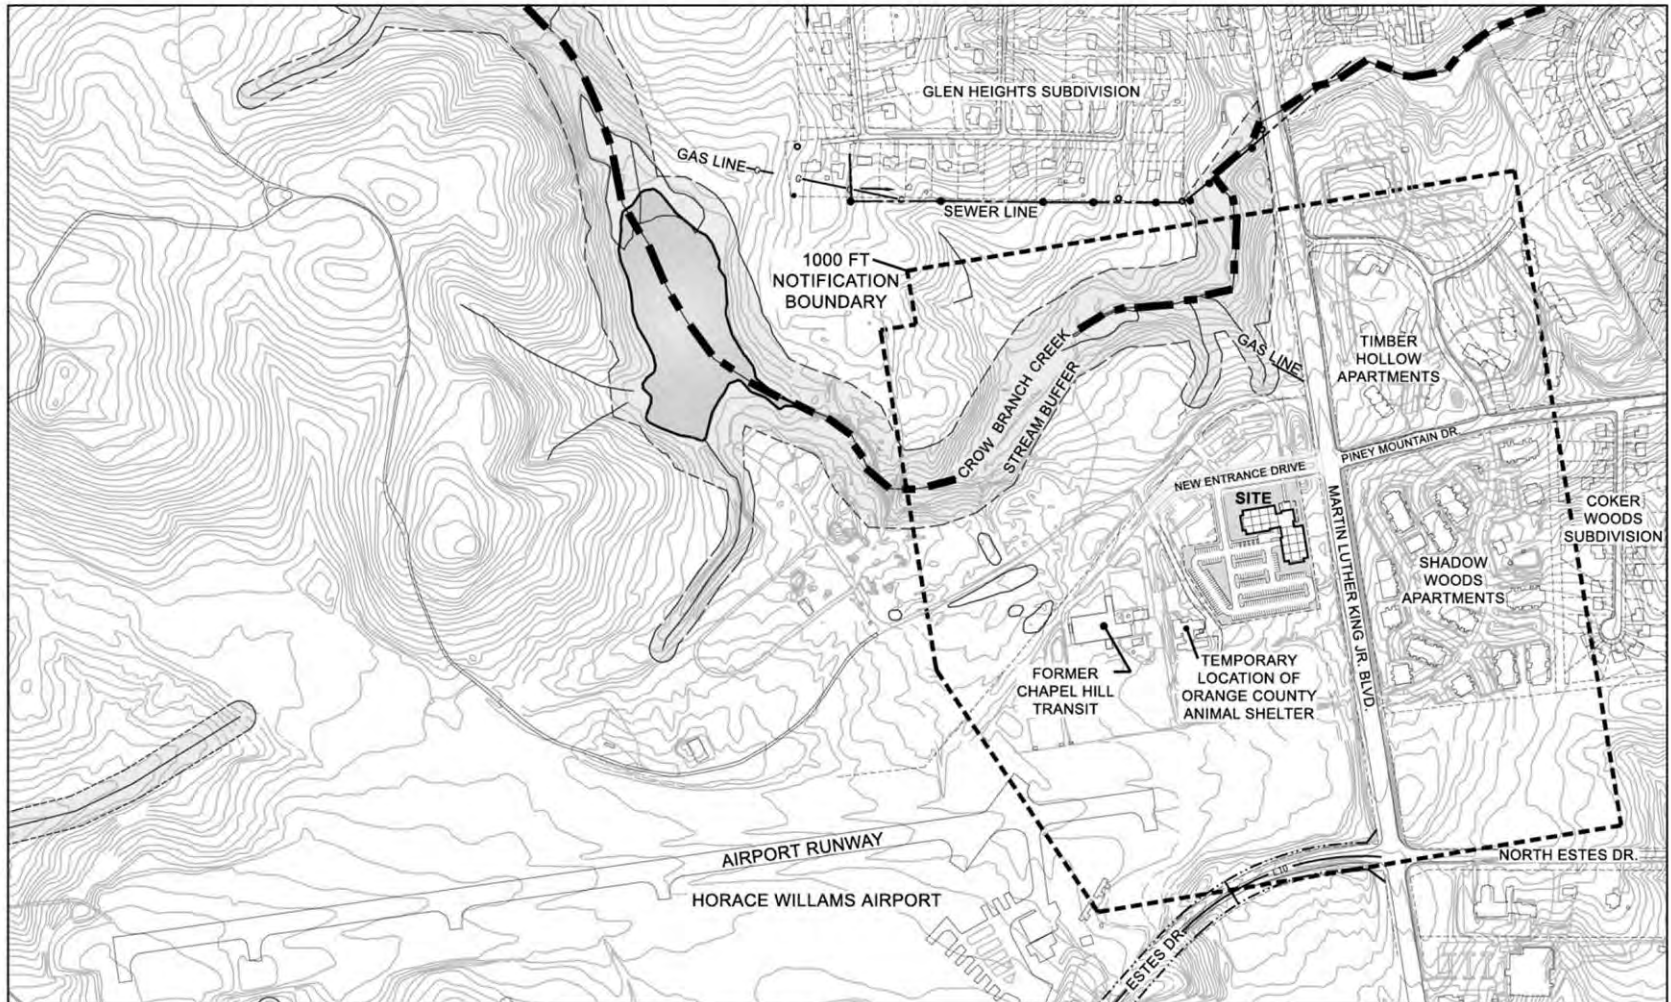 GLEN HEIGHTS SUBDIVISION
GAS LINE
SEWER LINE
1000 FT
NOTIFICATION
BOUNDARY
CROW BRANCH CREEK
STREAM BUFFER
GAS LINE
TIMBER
HOLLOW
APARTMENTS
PINEY MOUNTAIN DR.
NEW ENTRANCE DRIVE
SITE
MARTIN LUTHER KING JR. BLVD.
COKER
WOODS
SUBDIVISION
SHADOW
WOODS
APARTMENTS
FORMER
CHAPEL HILL
TRANSIT
TEMPORARY
LOCATION OF
ORANGE COUNTY
ANIMAL SHELTER
AIRPORT RUNWAY
HORACE WILLAMS AIRPORT
NORTH ESTES DR.
ESTES DR.